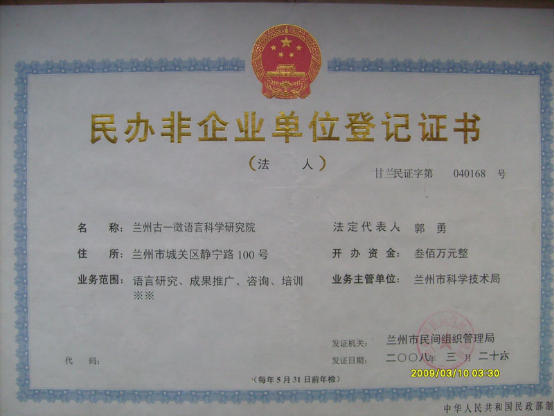 民办非企业单位登记证书
(法 人)
甘兰民证字第 040168 号
名 称: 兰州古一徵语言科学研究院
法定代表人 郭 勇
住 所: 兰州市城关区静宁路100号
开 办 资 金: 叁佰万元整
业务范围: 语言研究、成果推广、咨询、培训
※※
业务主管单位: 兰州市科学技术局
发证机关: 兰州市民间组织管理局
代 码:
发证日期: 二〇〇八年 三 月 二十六
2009/03/10 03:30
(每年5月31日前年检)
中华人民共和国民政部制